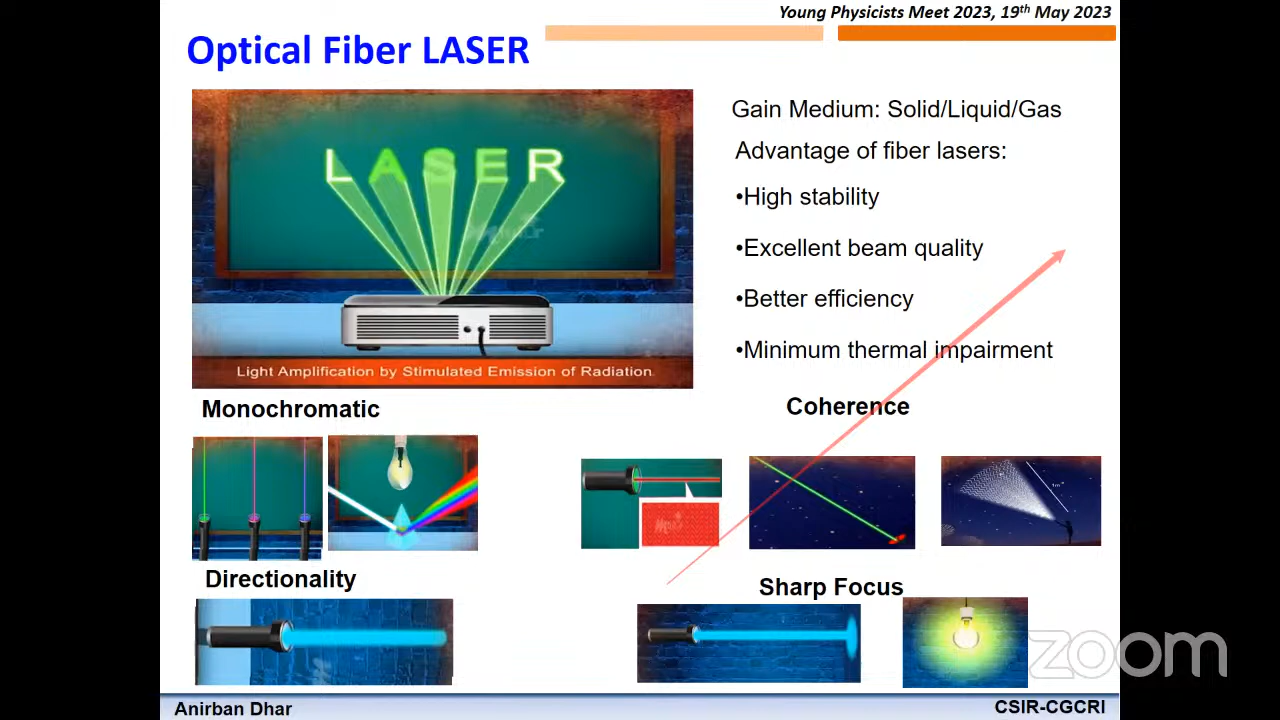 Young Physicists Meet 2023, 19th May 2023
Optical Fiber LASER
LASER
Light Amplification by Stimulated Emission of Radiation.
Gain Medium: Solid/Liquid/Gas
Advantage of fiber lasers:
•High stability
•Excellent beam quality
•Better efficiency
•Minimum thermal impairment
Monochromatic
Coherence
Directionality
Sharp Focus
zoom
Anirban Dhar
CSIR-CGCRI